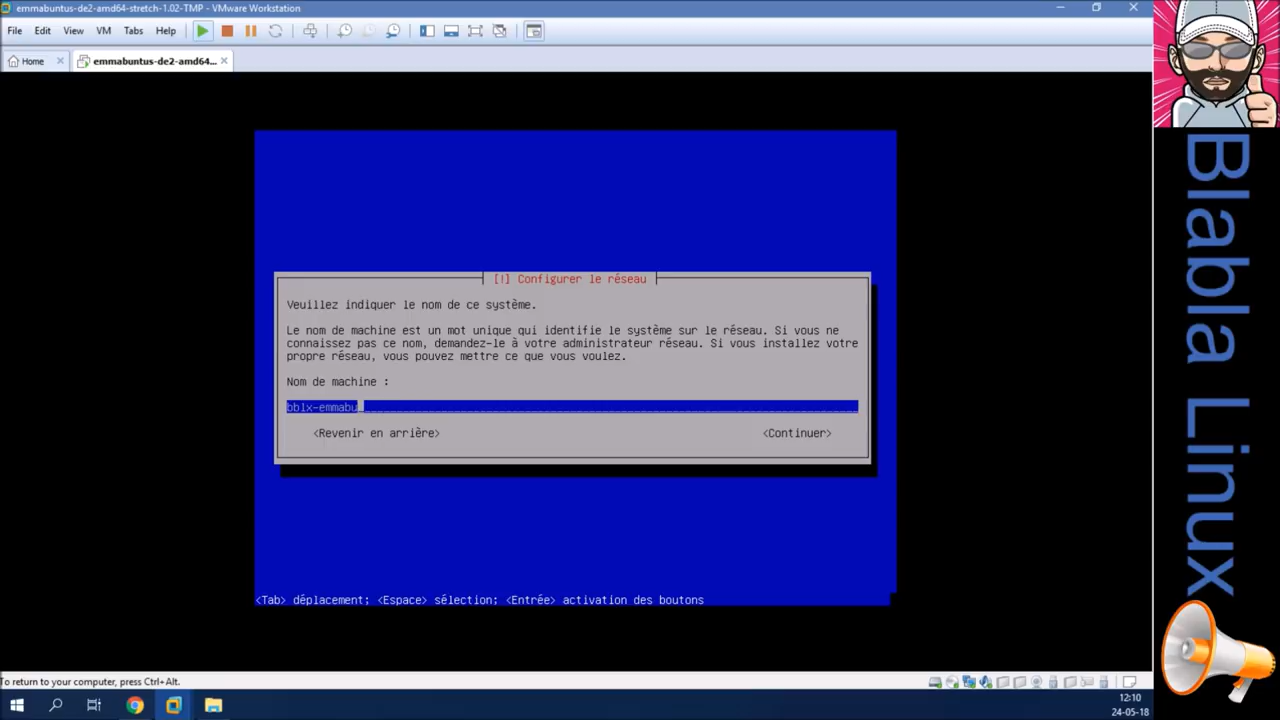 emmabuntus-de2-amd64-stretch-1.02-TMP - VMware Workstation
File Edit View VM Tabs Help
Home
emmabuntus-de2-amd64...
[!] Configurer le réseau
Veuillez indiquer le nom de ce système.
Le nom de machine est un mot unique qui identifie le système sur le réseau. Si vous ne
connaissez pas ce nom, demandez-le à votre administrateur réseau. Si vous installez votre
propre réseau, vous pouvez mettre ce que vous voulez.
Nom de machine :
bblx-emmabu
<Revenir en arrière> <Continuer>
<Tab> déplacement; <Espace> sélection; <Entrée> activation des boutons
To return to your computer, press Ctrl+Alt.
12:10
24-05-18
Blabla Linux